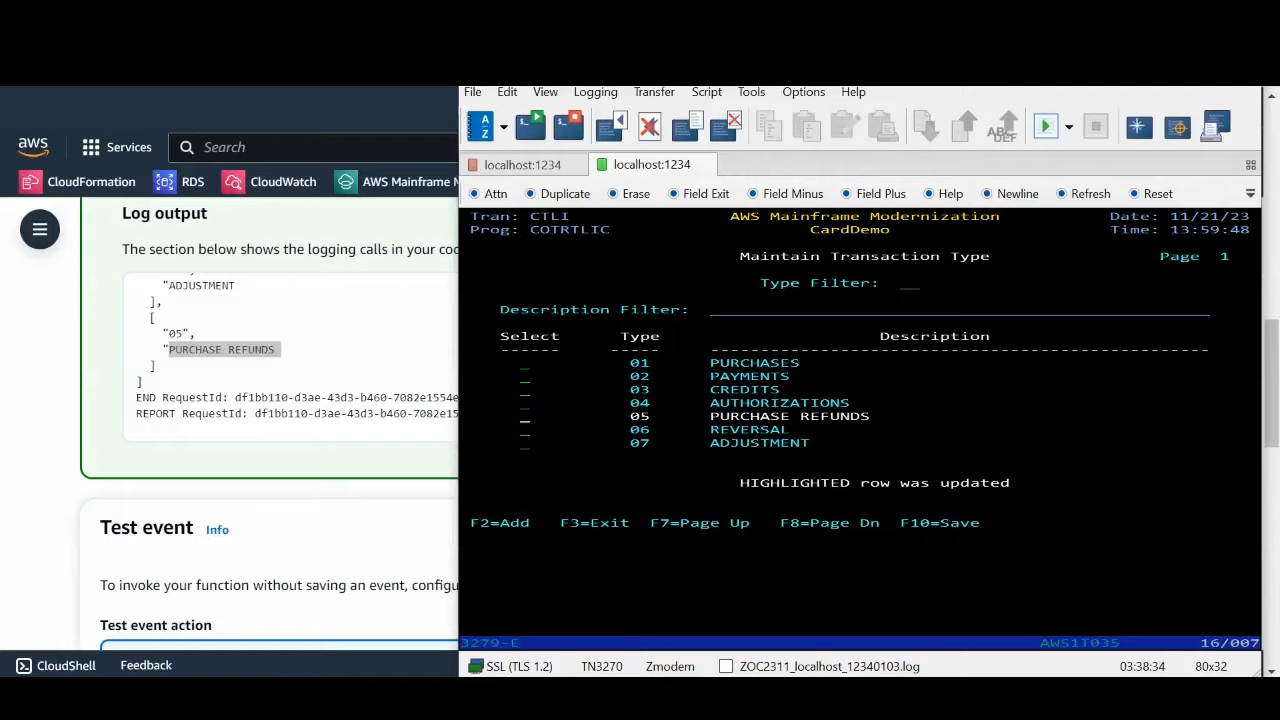 File Edit View Logging Transfer Script Tools Options Help
aws Services Search
localhost:1234 localhost:1234
CloudFormation RDS CloudWatch AWS Mainframe M
Attn Duplicate Erase Field Exit Field Minus Field Plus Help Newline Refresh Reset
Log output
The section below shows the logging calls in your co
"ADJUSTMENT
],
[
"05",
"PURCHASE REFUNDS
]
]
END RequestId: df1bb110-d3ae-43d3-b460-7082e1554e
REPORT RequestId: df1bb110-d3ae-43d3-b460-7082e15
Test event Info
To invoke your function without saving an event, configu
Test event action
Tran: CTLI AWS Mainframe Modernization Date: 11/21/23
Prog: COTRTLIC CardDemo Time: 13:59:48
Maintain Transaction Type Page 1
Type Filter: __
Description Filter:
Select Type Description
------ ----- --------------------------------------------------
_ 01 PURCHASES
_ 02 PAYMENTS
_ 03 CREDITS
_ 04 AUTHORIZATIONS
_ 05 PURCHASE REFUNDS
_ 06 REVERSAL
_ 07 ADJUSTMENT
HIGHLIGHTED row was updated
F2=Add F3=Exit F7=Page Up F8=Page Dn F10=Save
3279-E AWS1T035 16/007
CloudShell Feedback
SSL (TLS 1.2) TN3270 Zmodem ZOC2311_localhost_12340103.log 03:38:34 80x32